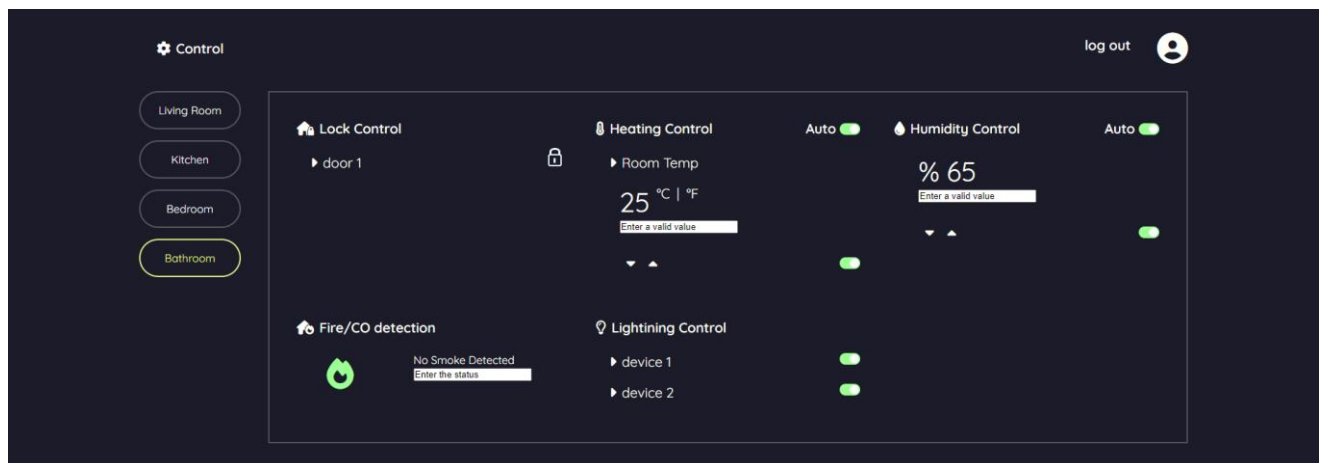 Control
log out
Living Room
Kitchen
Bedroom
Bathroom
Lock Control
door 1
Heating Control
Auto
Room Temp
25 °C | °F
Enter a valid value
Humidity Control
Auto
% 65
Enter a valid value
Fire/CO detection
No Smoke Detected
Enter the status
Lightining Control
device 1
device 2